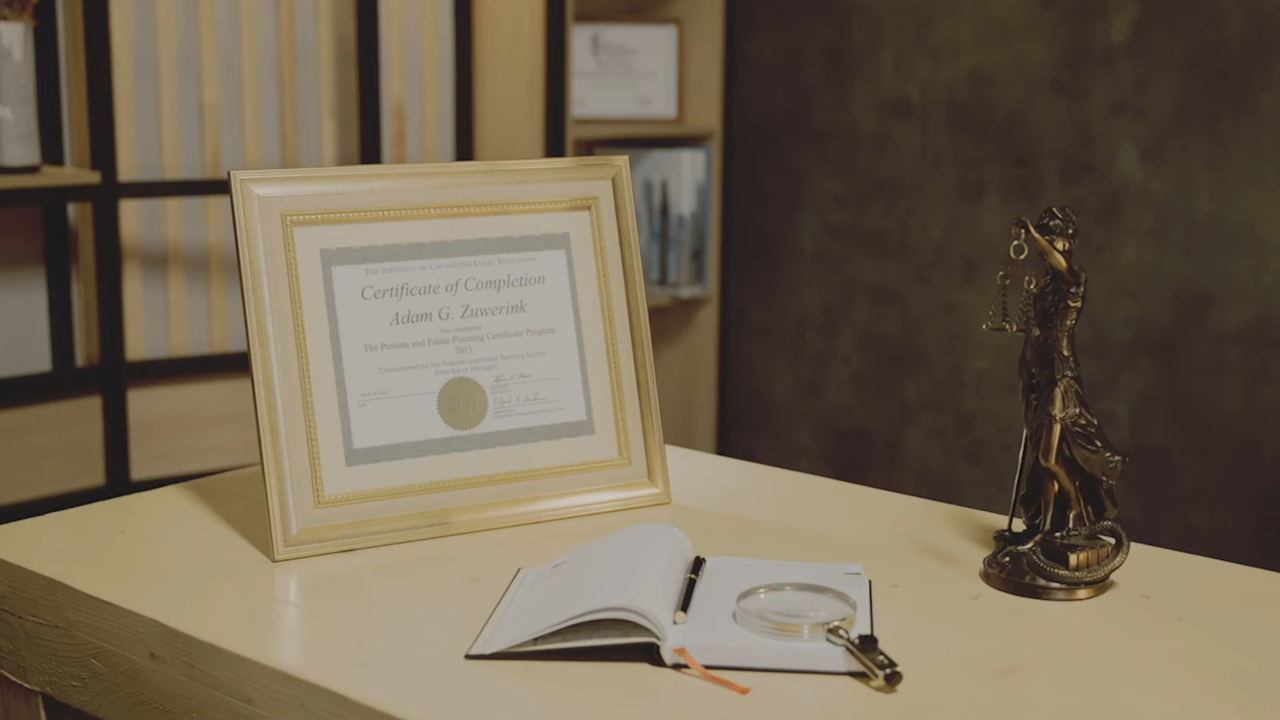 THE INSTITUTE OF CONTINUING LEGAL EDUCATION
Certificate of Completion
Adam G. Zuwerink
Has completed
The Probate and Estate Planning Certificate Program
2013
Cosponsored by the Probate and Estate Planning Section
State Bar of Michigan